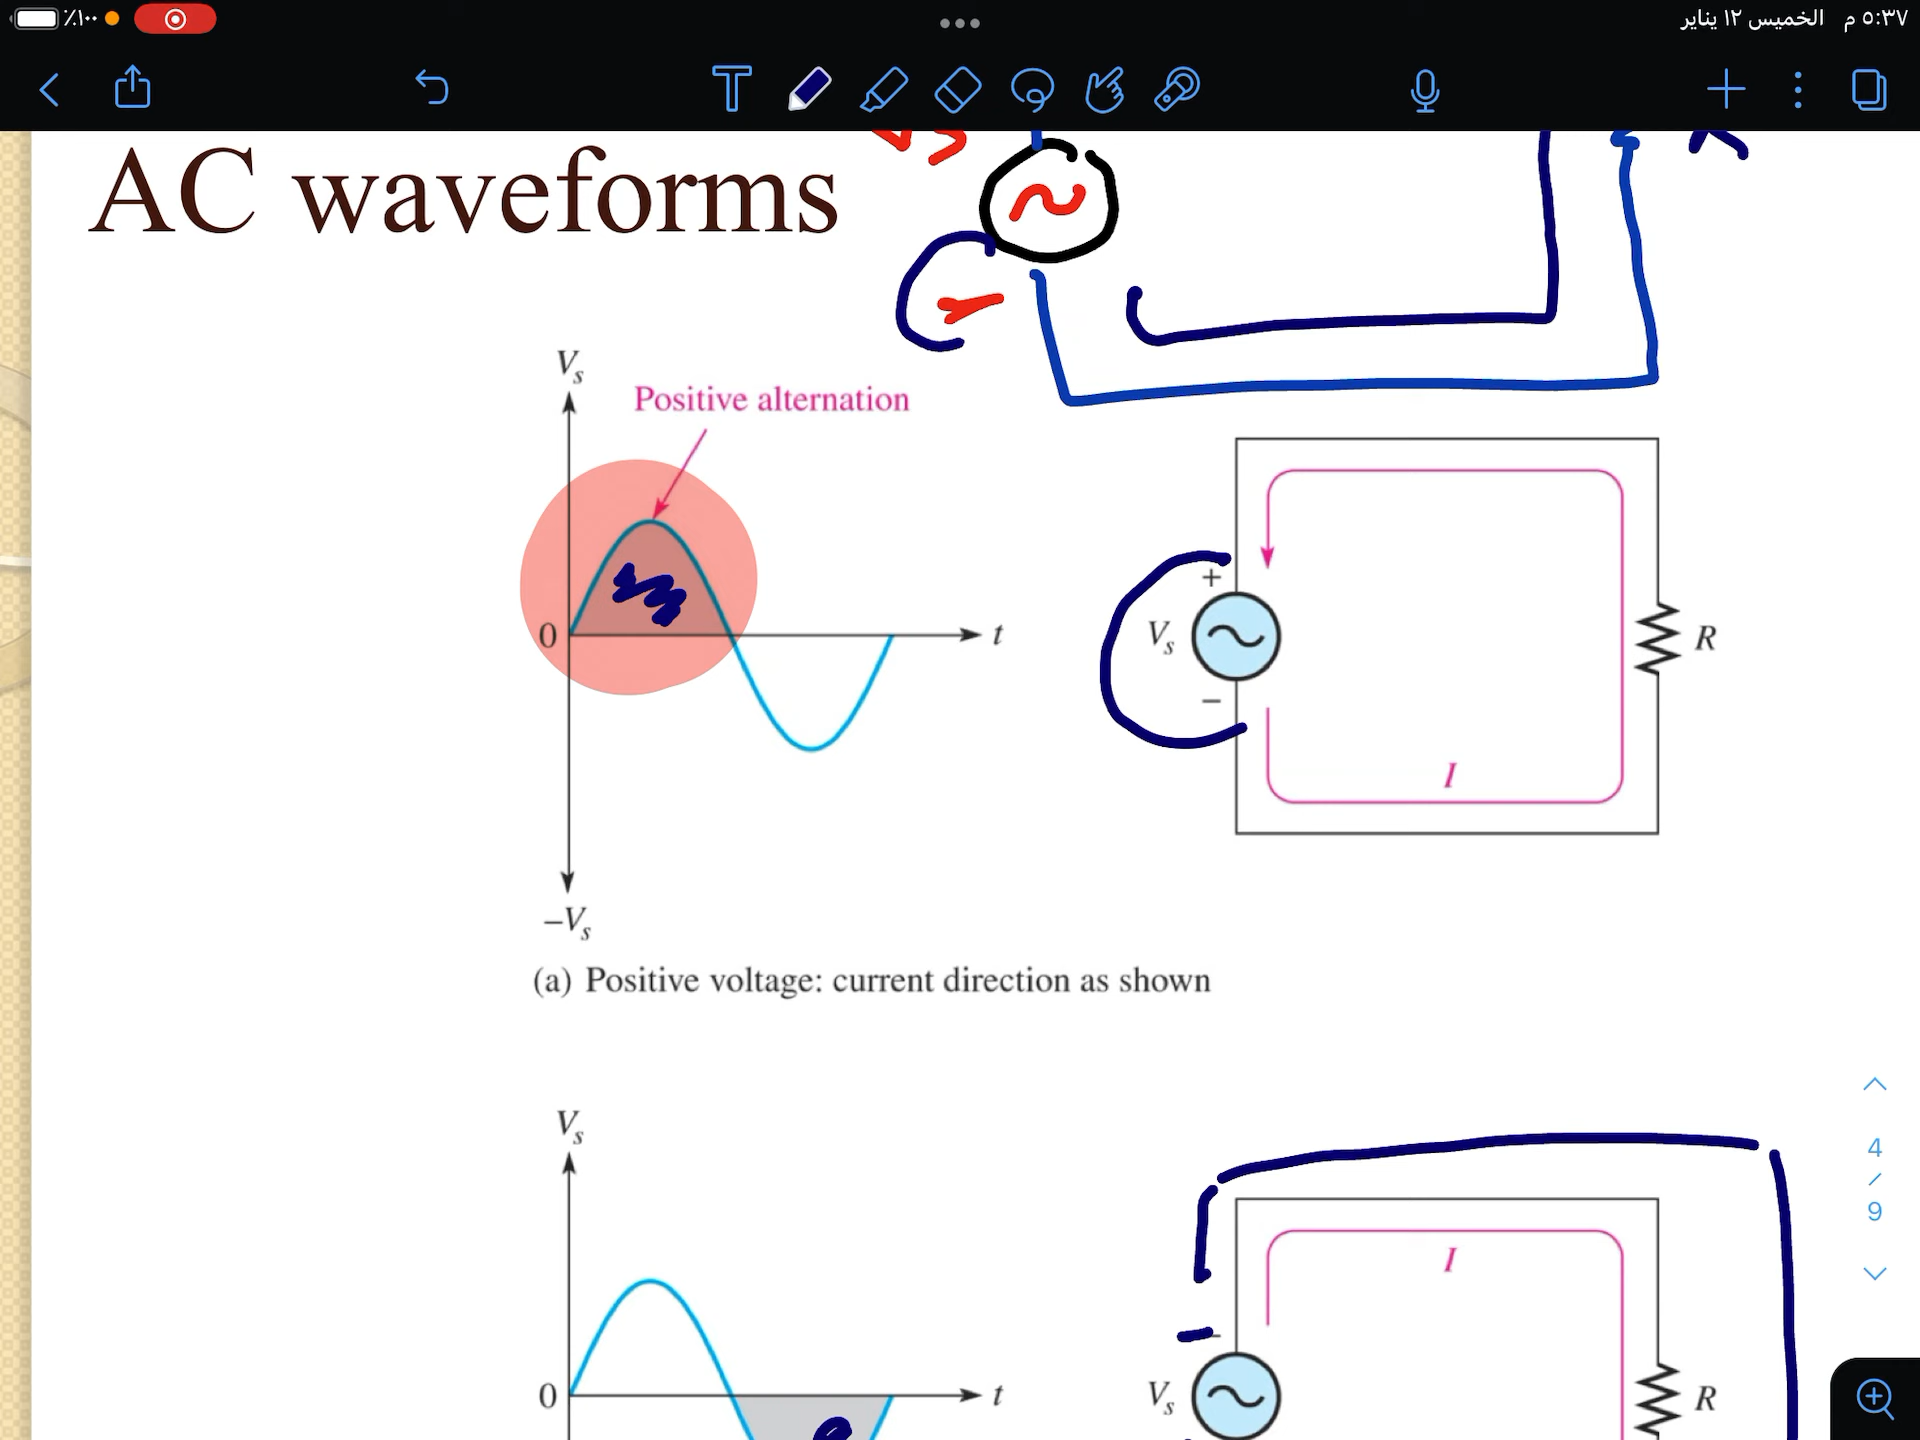 ٪١٠٠
٥:٣٧ م الخميس ١٢ يناير
AC waveforms
Vs
Positive alternation
0
t
−Vs
+
Vs
−
R
I
(a) Positive voltage: current direction as shown
Vs
0
t
I
−
Vs
R
4
/
9